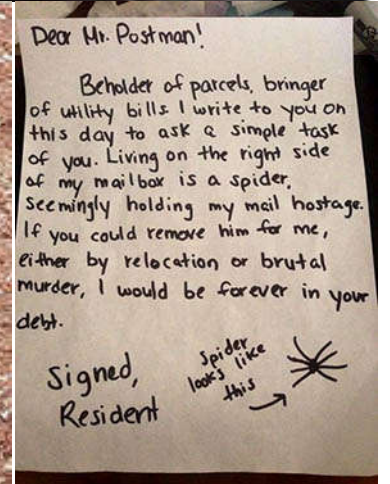 Dear Mr. Postman!
Beholder of parcels, bringer
of utility bills I write to you on
this day to ask a simple task
of you. Living on the right side
of my mailbox is a spider,
seemingly holding my mail hostage.
If you could remove him for me,
either by relocation or brutal
murder, I would be forever in your
debt.
Signed,
Resident
Spider
looks like
this